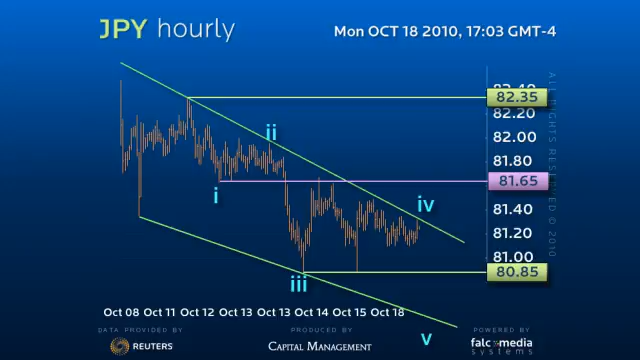 JPY hourly
Mon OCT 18 2010, 17:03 GMT-4
82.35
82.20
82.00
81.80
81.65
81.40
81.20
81.00
80.85
ii
i
iv
iii
v
ALL RIGHTS RESERVED © 2010
Oct 08 Oct 11 Oct 12 Oct 13 Oct 13 Oct 14 Oct 15 Oct 18
DATA PROVIDED BY
REUTERS
PRODUCED BY
CAPITAL MANAGEMENT
POWERED BY
falc media
systems